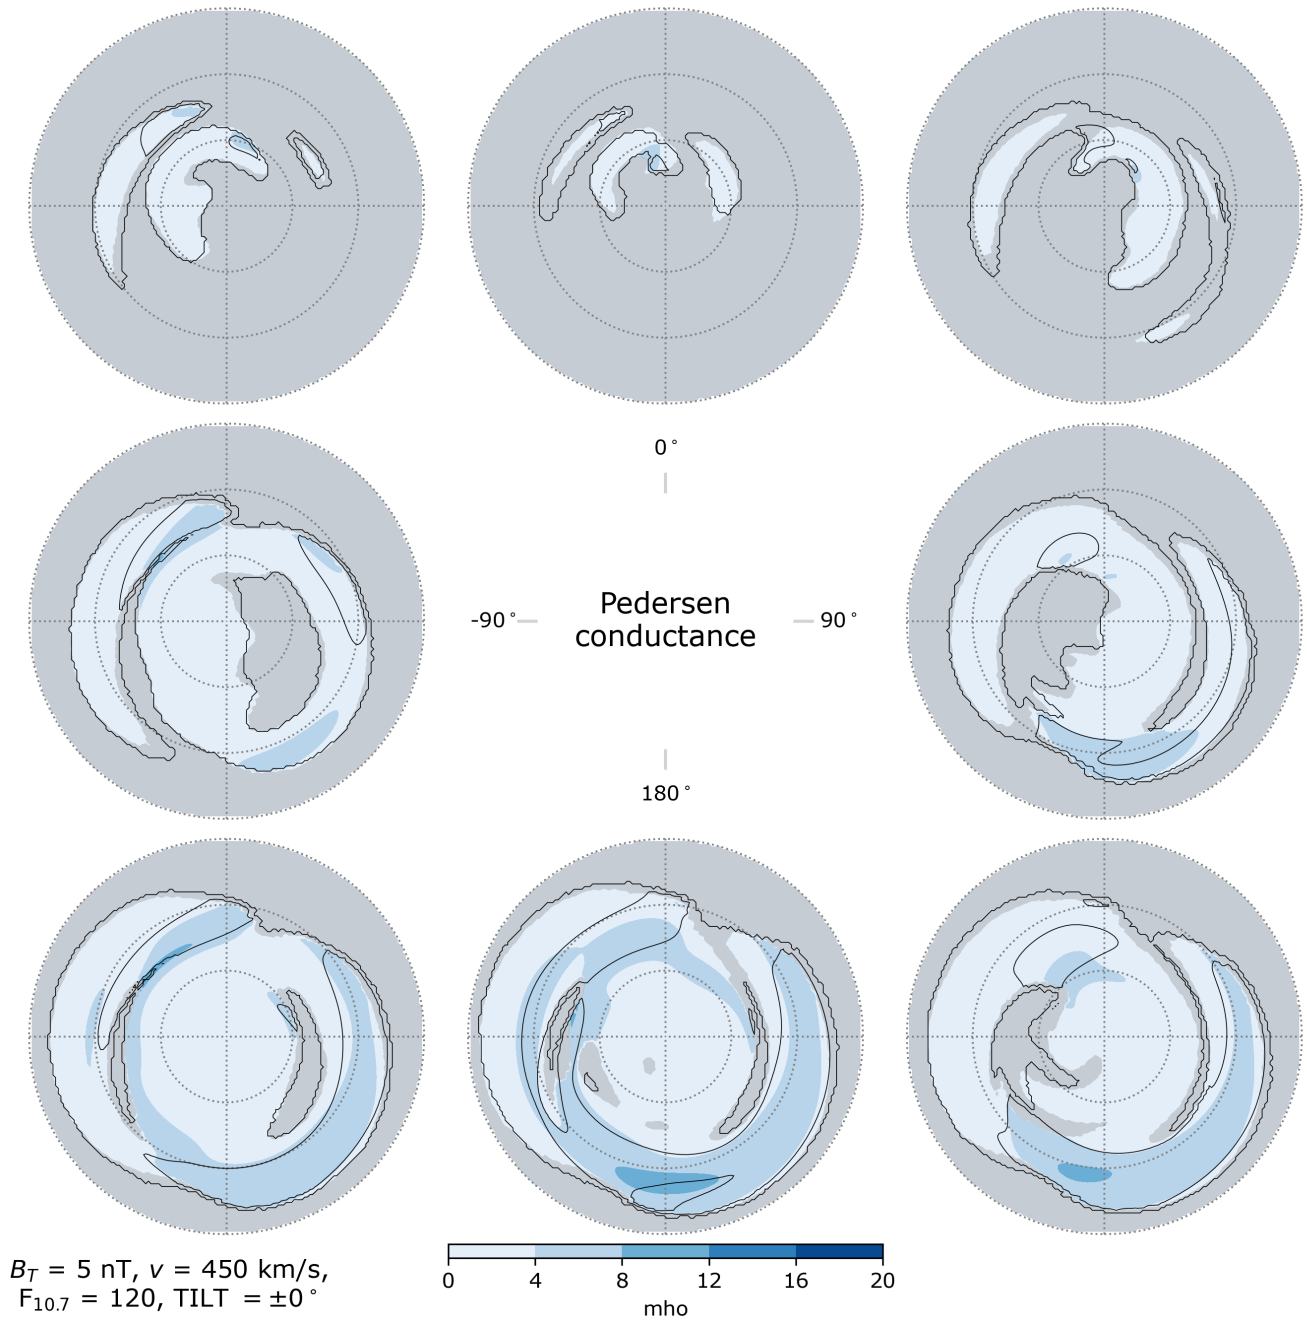 0°
-90°
Pedersen
conductance
90°
180°
B_T = 5 nT, v = 450 km/s,
F_10.7 = 120, TILT = ±0°
0 4 8 12 16 20
mho